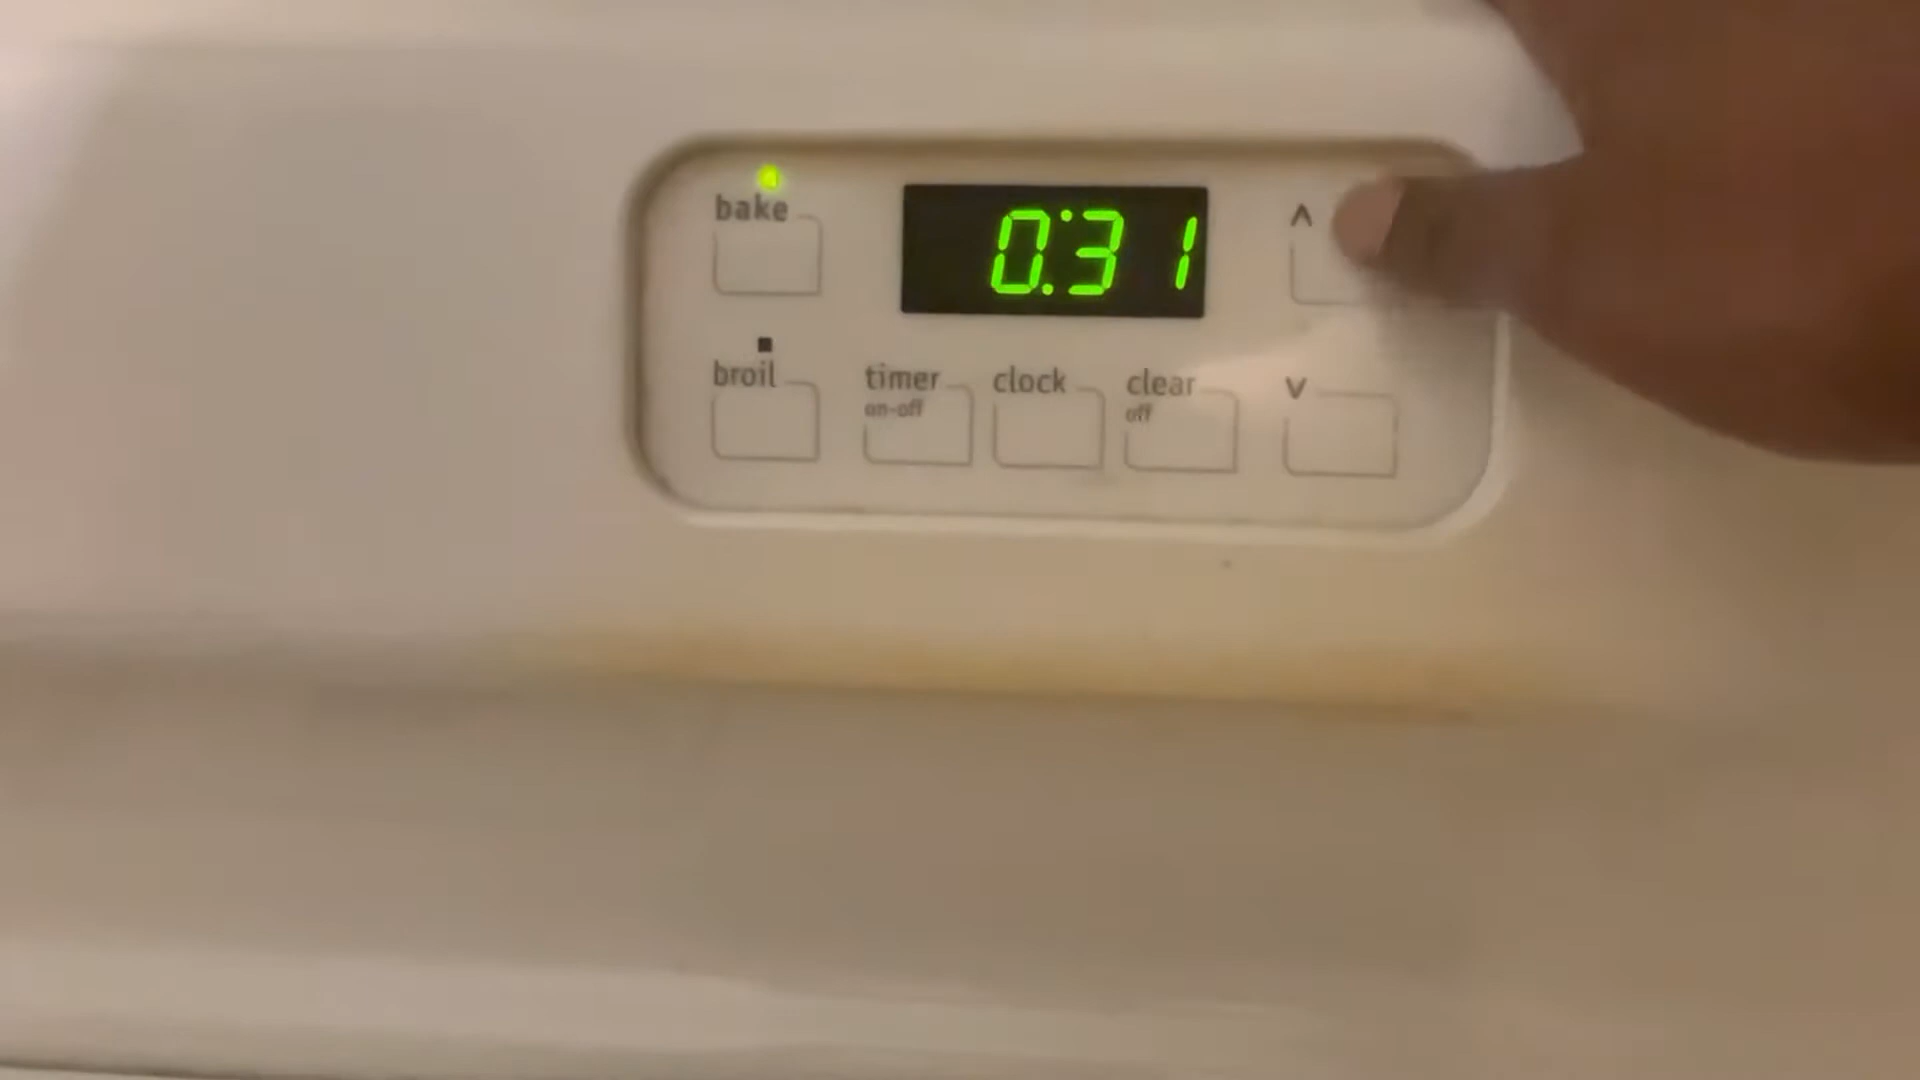 bake
0:31
^
broil
timer
on-off
clock
clear
off
v